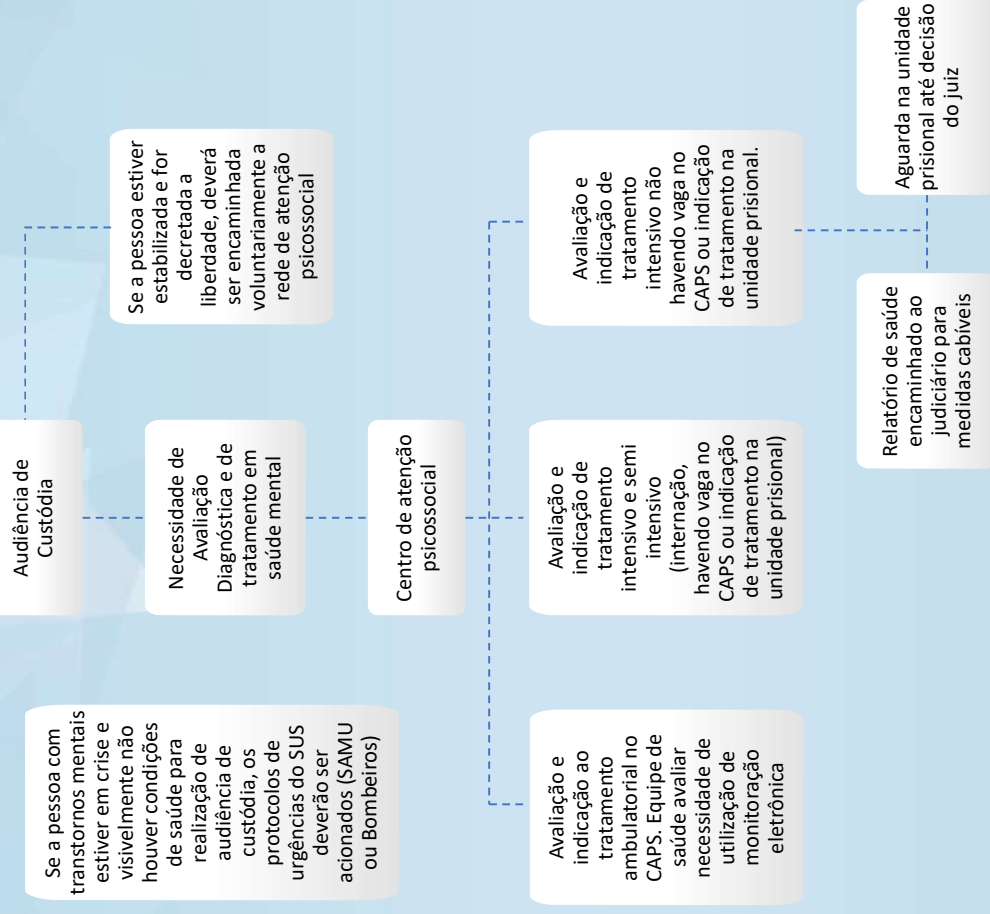 Audiência de
Custódia
Se a pessoa com
transtornos mentais
estiver em crise e
visivelmente não
houver condições
de saúde para
realização de
audiência de
custódia, os
protocolos de
urgências do SUS
deverão ser
acionados (SAMU
ou Bombeiros)
Necessidade de
Avaliação
Diagnóstica e de
tratamento em
saúde mental
Se a pessoa estiver
estabilizada e for
decretada a
liberdade, deverá
ser encaminhada
voluntariamente a
rede de atenção
psicossocial
Centro de atenção
psicossocial
Avaliação e
indicação ao
tratamento
ambulatorial no
CAPS. Equipe de
saúde avaliar
necessidade de
utilização de
monitoração
eletrônica
Avaliação e
indicação de
tratamento
intensivo e semi
intensivo
(internação,
havendo vaga no
CAPS ou indicação
de tratamento na
unidade prisional)
Avaliação e
indicação de
tratamento
intensivo não
havendo vaga no
CAPS ou indicação
de tratamento na
unidade prisional.
Relatório de saúde
encaminhado ao
judiciário para
medidas cabíveis
Aguarda na unidade
prisional até decisão
do juiz